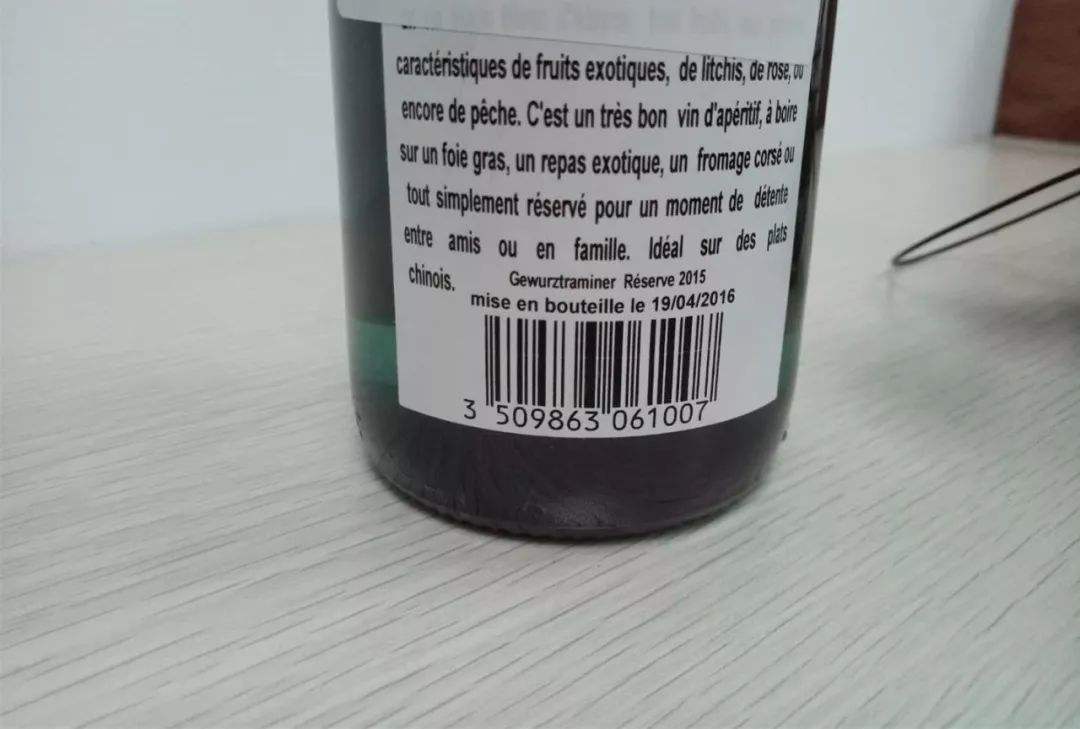 caractéristiques de fruits exotiques, de litchis, de rose, ou
encore de pêche. C'est un très bon vin d'apéritif, à boire
sur un foie gras, un repas exotique, un fromage corsé ou
tout simplement réservé pour un moment de détente
entre amis ou en famille. Idéal sur des plats
chinois.
Gewurztraminer Réserve 2015
mise en bouteille le 19/04/2016
3 509863 061007